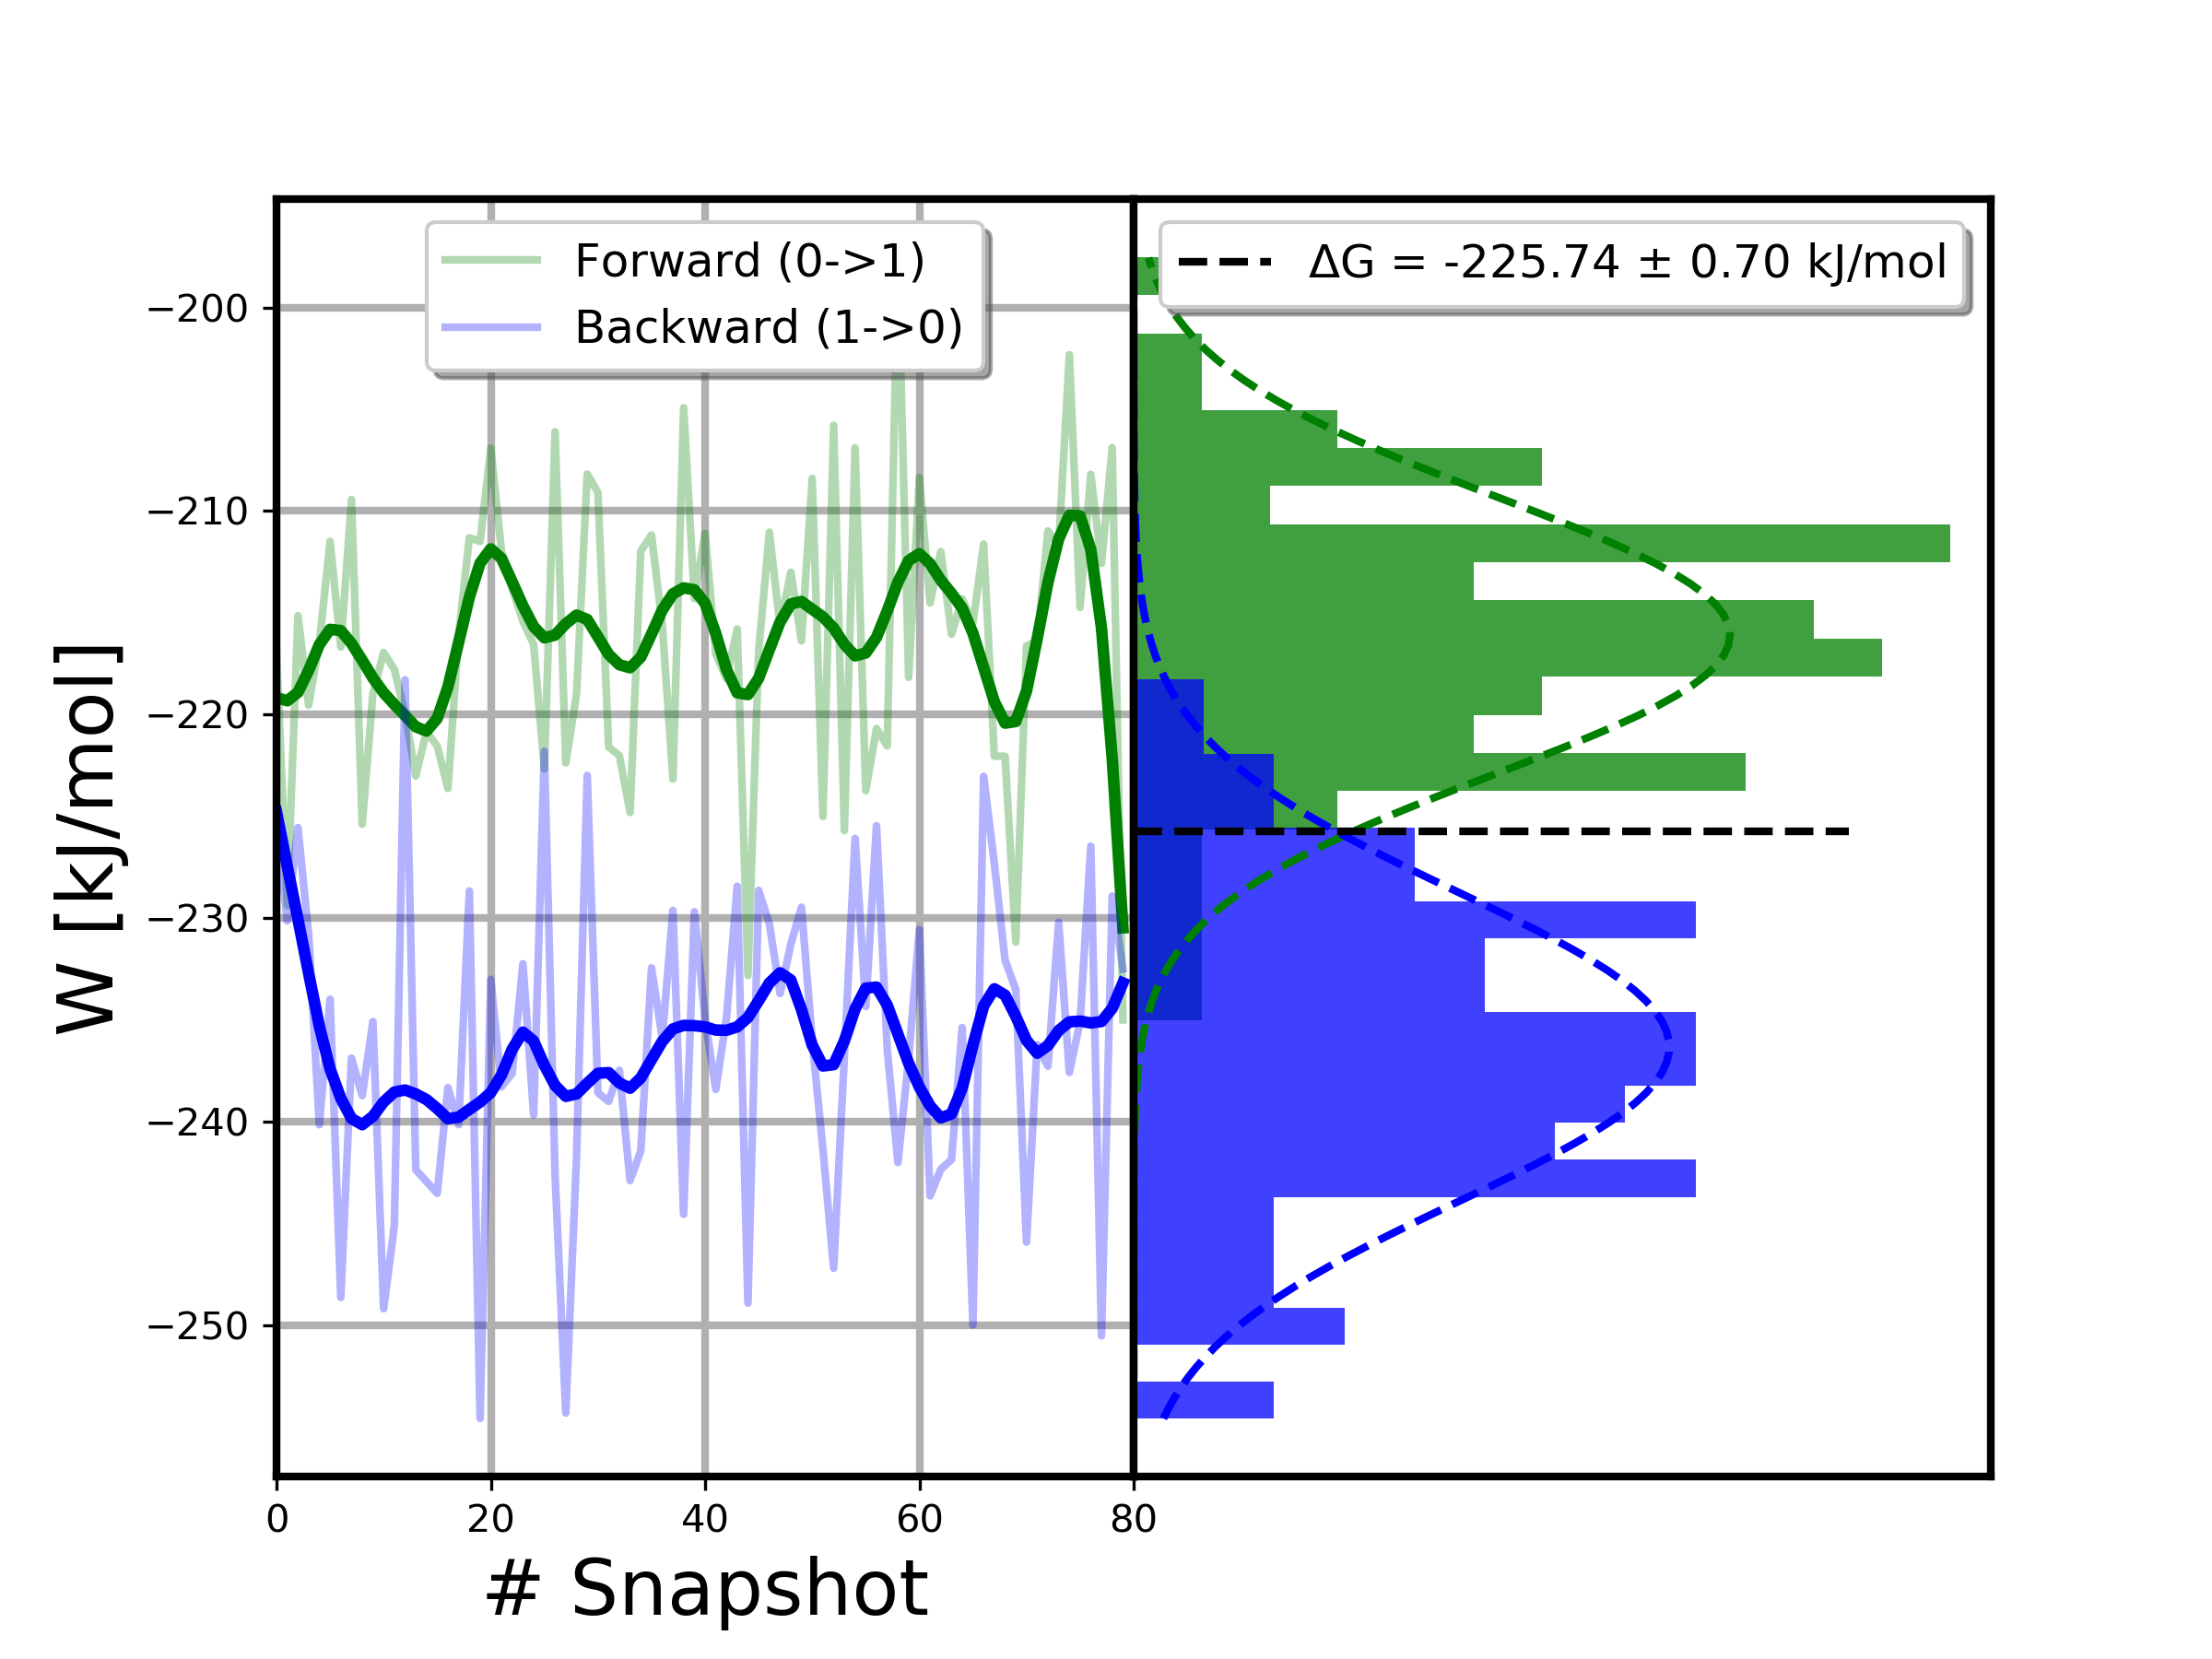 Forward (0->1)
Backward (1->0)
ΔG = -225.74 ± 0.70 kJ/mol
W [kJ/mol]
−200
−210
−220
−230
−240
−250
0 20 40 60 80
# Snapshot